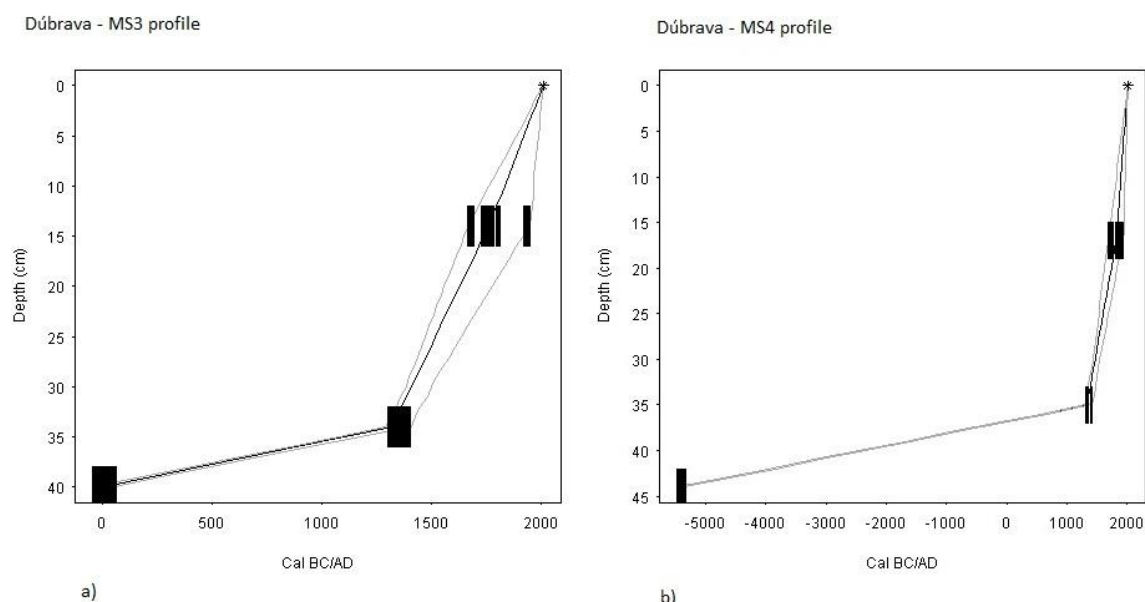 Dúbrava - MS3 profile
0
5
10
15
20
25
30
35
40
Depth (cm)
0 500 1000 1500 2000
Cal BC/AD
a)
Dúbrava - MS4 profile
0
5
10
15
20
25
30
35
40
45
Depth (cm)
-5000 -4000 -3000 -2000 -1000 0 1000 2000
Cal BC/AD
b)